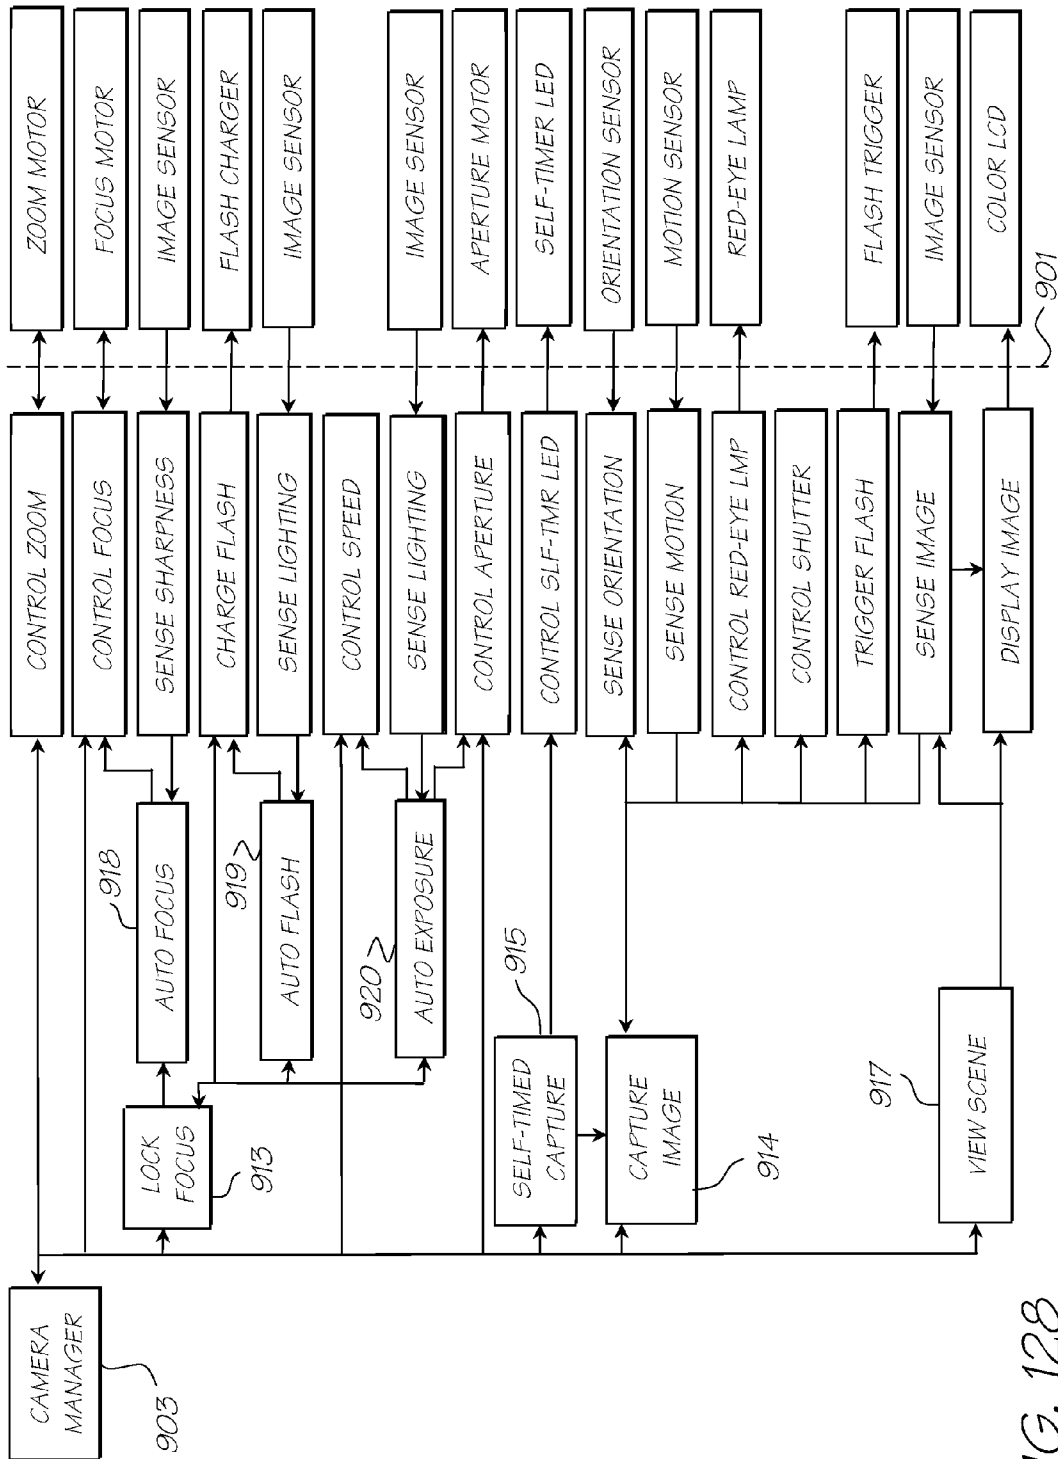 CAMERA
MANAGER
903
LOCK
FOCUS
913
AUTO FOCUS
918
AUTO FLASH
919
AUTO EXPOSURE
920
SELF-TIMED
CAPTURE
915
CAPTURE
IMAGE
914
VIEW SCENE
917
CONTROL ZOOM
CONTROL FOCUS
SENSE SHARPNESS
CHARGE FLASH
SENSE LIGHTING
CONTROL SPEED
SENSE LIGHTING
CONTROL APERTURE
CONTROL SLF-TMR LED
SENSE ORIENTATION
SENSE MOTION
CONTROL RED-EYE LMP
CONTROL SHUTTER
TRIGGER FLASH
SENSE IMAGE
DISPLAY IMAGE
ZOOM MOTOR
FOCUS MOTOR
IMAGE SENSOR
FLASH CHARGER
IMAGE SENSOR
IMAGE SENSOR
APERTURE MOTOR
SELF-TIMER LED
ORIENTATION SENSOR
MOTION SENSOR
RED-EYE LAMP
FLASH TRIGGER
IMAGE SENSOR
COLOR LCD
901
128